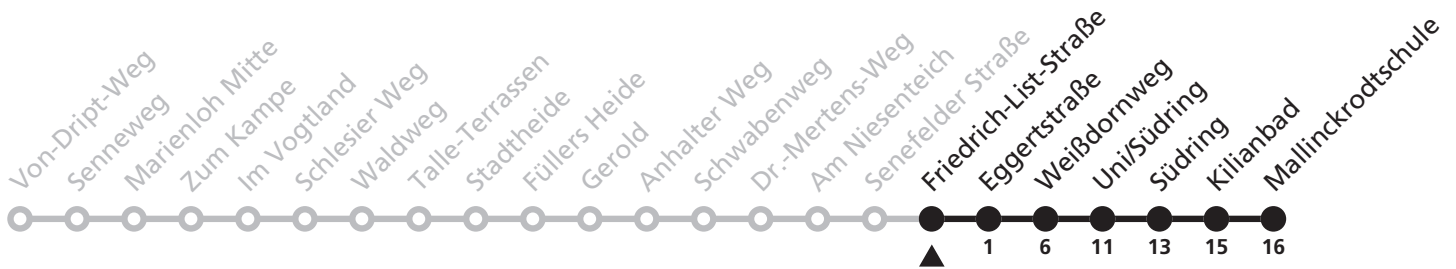 Von-Dript-Weg
Senneweg
Marienloh Mitte
Zum Kampe
Im Vogtland
Schlesier Weg
Waldweg
Talle-Terrassen
Stadtheide
Füllers Heide
Gerold
Anhalter Weg
Schwabenweg
Dr.-Mertens-Weg
Am Niesenteich
Senefelder Straße
Friedrich-List-Straße
Eggertstraße
Weißdornweg
Uni/Südring
Südring
Kilianbad
Mallinckrodtschule
1 6 11 13 15 16